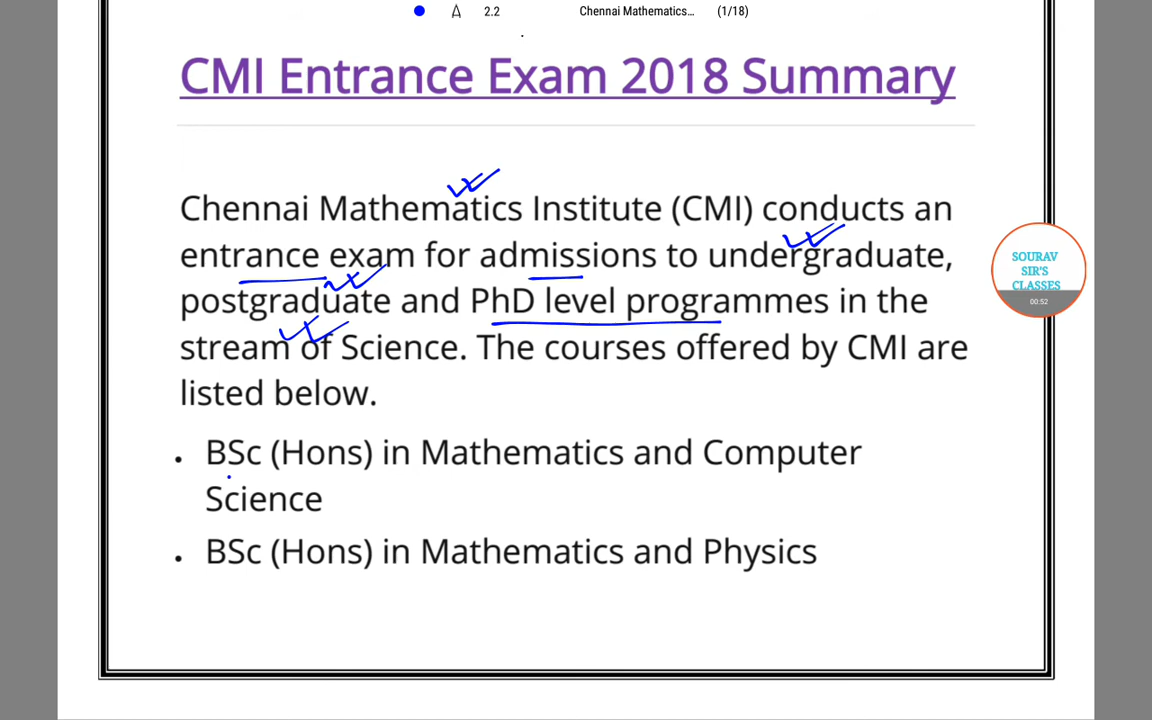 2.2 Chennai Mathematics... (1/18)
CMI Entrance Exam 2018 Summary
Chennai Mathematics Institute (CMI) conducts an
entrance exam for admissions to undergraduate,
postgraduate and PhD level programmes in the
stream of Science. The courses offered by CMI are
listed below.
• BSc (Hons) in Mathematics and Computer
Science
• BSc (Hons) in Mathematics and Physics
SOURAV
SIR'S
CLASSES
00:52